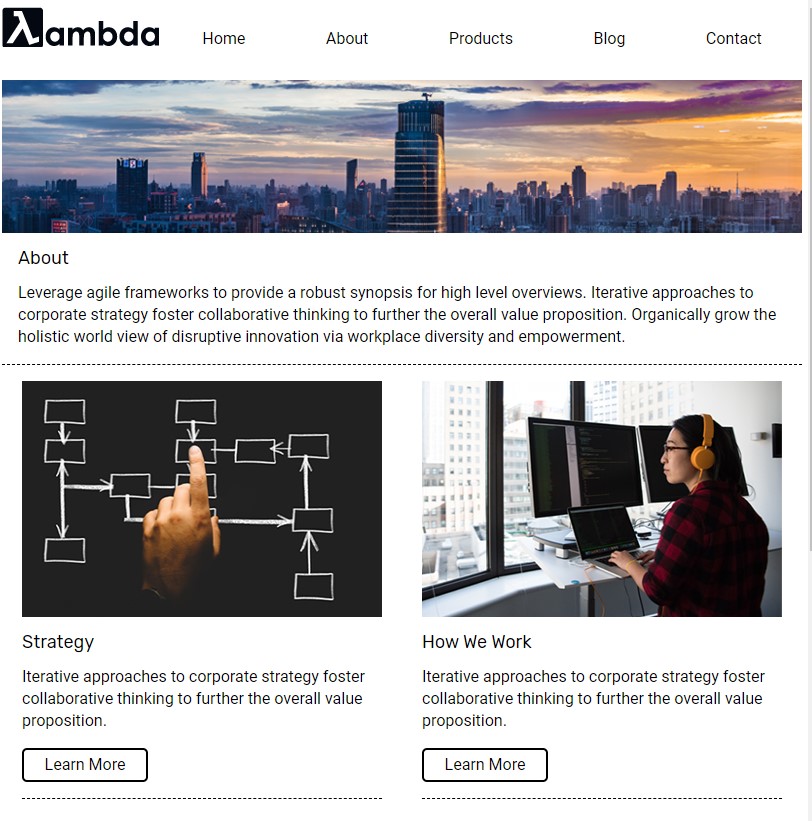 λambda
Home About Products Blog Contact
About
Leverage agile frameworks to provide a robust synopsis for high level overviews. Iterative approaches to
corporate strategy foster collaborative thinking to further the overall value proposition. Organically grow the
holistic world view of disruptive innovation via workplace diversity and empowerment.
Strategy
Iterative approaches to corporate strategy foster
collaborative thinking to further the overall value
proposition.
Learn More
How We Work
Iterative approaches to corporate strategy foster
collaborative thinking to further the overall value
proposition.
Learn More